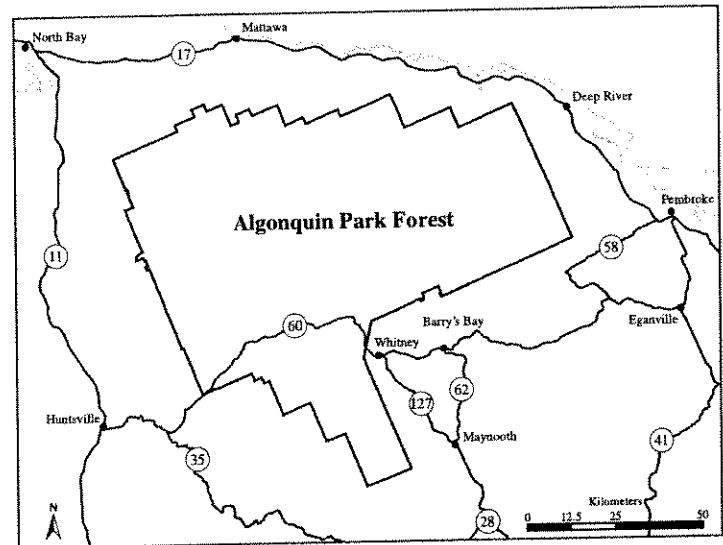 North Bay
Mattawa
17
Deep River
Pembroke
Algonquin Park Forest
58
11
60
Barry's Bay
Eganville
Whitney
62
127
Huntsville
Maynooth
41
35
Kilometers
N
0 12.5 25 50
28